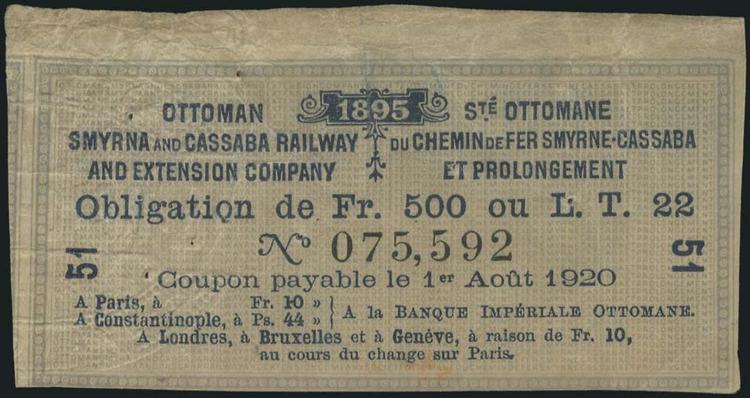 1895
OTTOMAN
SMYRNA AND CASSABA RAILWAY
AND EXTENSION COMPANY
STÉ OTTOMANE
DU CHEMIN DE FER SMYRNE-CASSABA
ET PROLONGEMENT
Obligation de Fr. 500 ou L. T. 22
51
No 075,592
51
Coupon payable le 1er Août 1920
A Paris, à Fr. 10 »
A Constantinople, à Ps. 44 »
A la BANQUE IMPÉRIALE OTTOMANE.
A Londres, à Bruxelles et à Genève, à raison de Fr. 10,
au cours du change sur Paris.